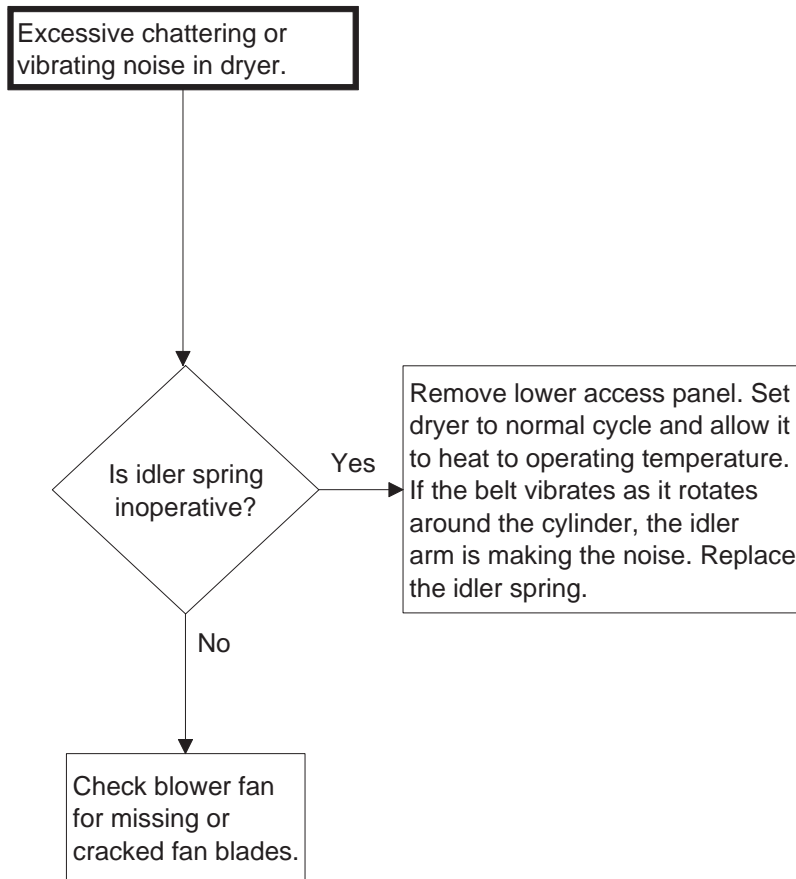 Excessive chattering or
vibrating noise in dryer.
Is idler spring
inoperative?
Yes
Remove lower access panel. Set
dryer to normal cycle and allow it
to heat to operating temperature.
If the belt vibrates as it rotates
around the cylinder, the idler
arm is making the noise. Replace
the idler spring.
No
Check blower fan
for missing or
cracked fan blades.